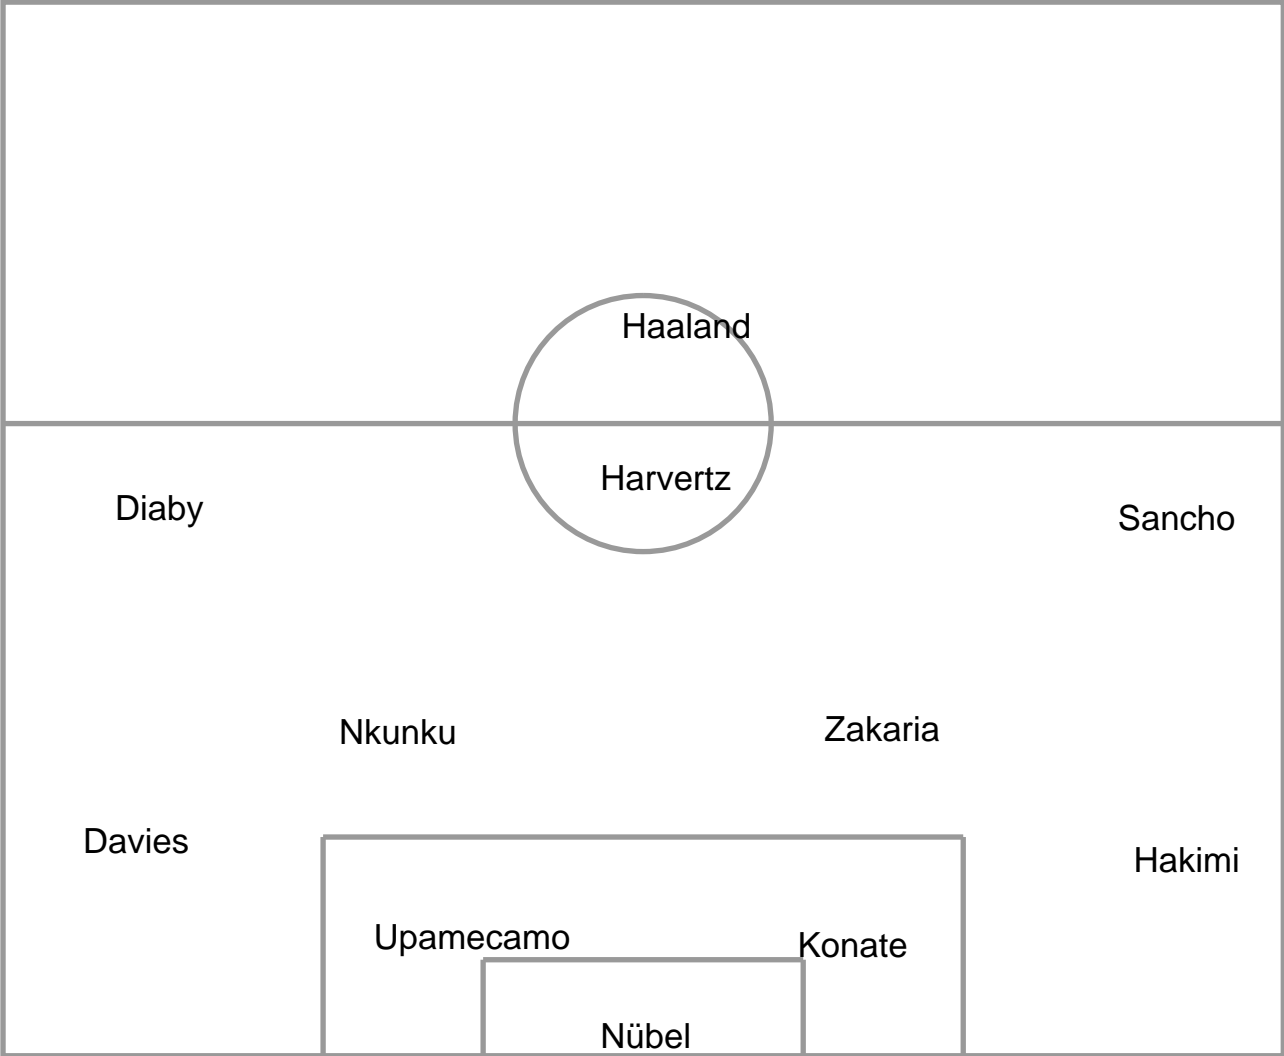 Haaland
Harvertz
Diaby
Sancho
Nkunku
Zakaria
Davies
Hakimi
Upamecamo
Konate
Nübel